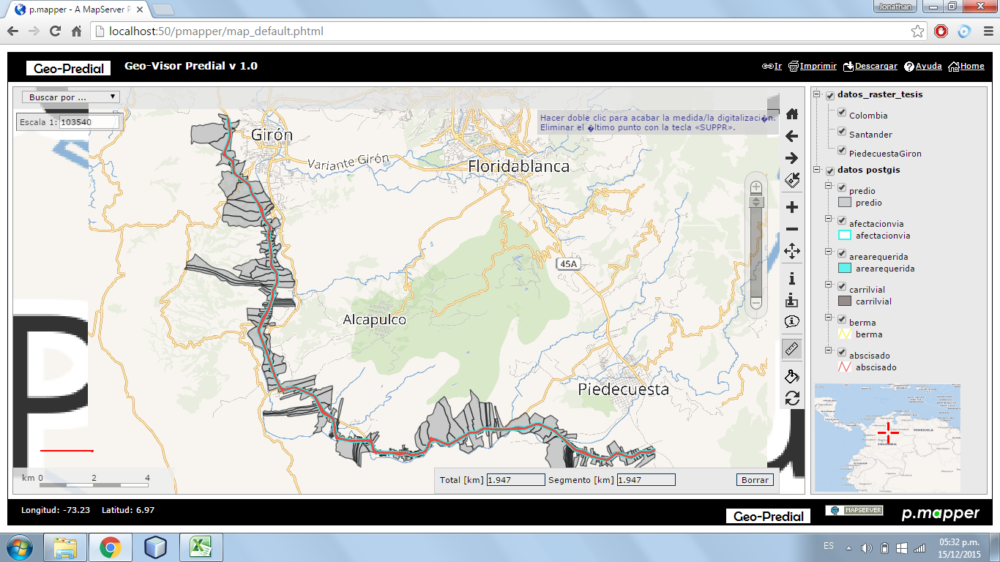 p.mapper - A MapServer P
Jonathan
localhost:50/pmapper/map_default.phtml
Geo-Predial
Geo-Visor Predial v 1.0
Ir
Imprimir
Descargar
Ayuda
Home
Buscar por ...
Escala 1: 103540
Hacer doble clic para acabar la medida/la digitalizaci�n.
Eliminar el �ltimo punto con la tecla «SUPPR».
Girón
Variante Girón
Floridablanca
45A
Alcapulco
Piedecuesta
P
datos_raster_tesis
Colombia
Santander
PiedecuestaGiron
datos postgis
predio
predio
afectacionvia
afectacionvia
arearequerida
arearequerida
carrilvial
carrilvial
berma
berma
abscisado
abscisado
VENEZUELA
COLOMBIA
km 0 2 4
Total [km] 1.947 Segmento [km] 1.947 Borrar
Longitud: -73.23 Latitud: 6.97
Geo-Predial
MAPSERVER
p.mapper
ES
05:32 p.m.
15/12/2015